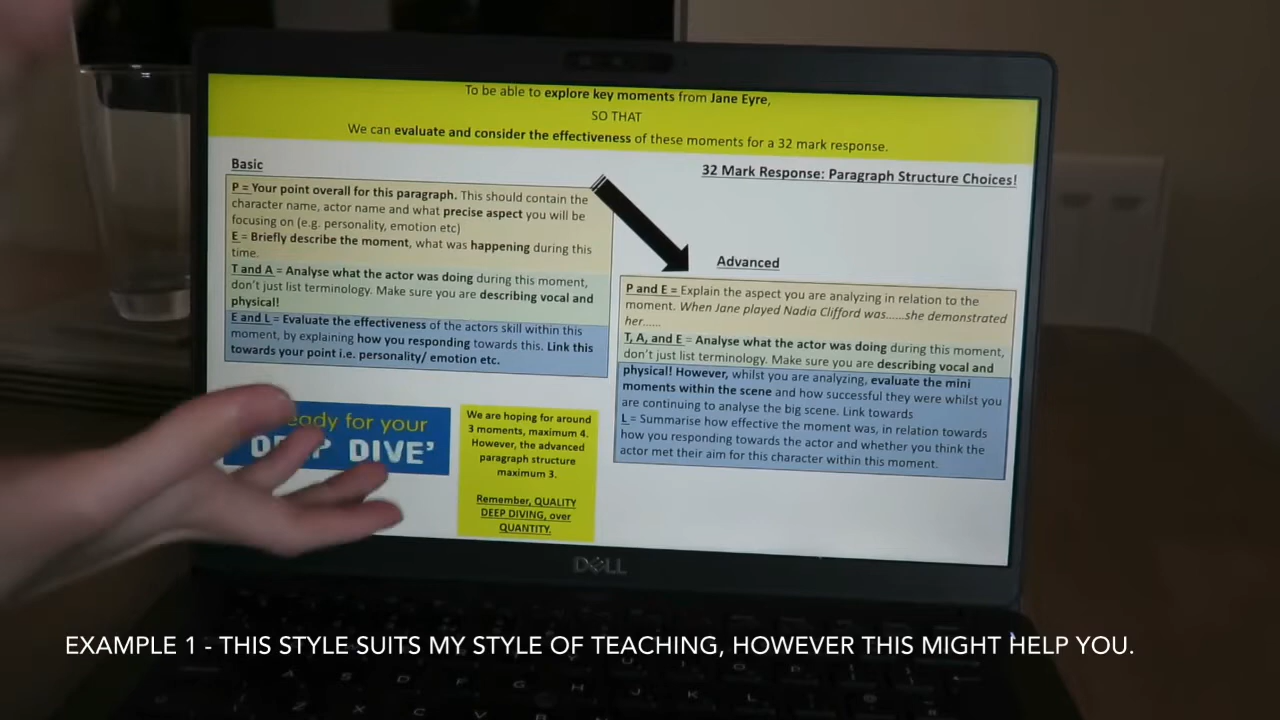 To be able to explore key moments from Jane Eyre,
SO THAT
We can evaluate and consider the effectiveness of these moments for a 32 mark response.
Basic
P = Your point overall for this paragraph. This should contain the
character name, actor name and what precise aspect you will be
focusing on (e.g. personality, emotion etc)
E = Briefly describe the moment, what was happening during this
time.
T and A = Analyse what the actor was doing during this moment,
don't just list terminology. Make sure you are describing vocal and
physical!
E and L = Evaluate the effectiveness of the actors skill within this
moment, by explaining how you responding towards this. Link this
towards your point i.e. personality/ emotion etc.
32 Mark Response: Paragraph Structure Choices!
Advanced
P and E = Explain the aspect you are analyzing in relation to the
moment. When Jane played Nadia Clifford was......she demonstrated
her......
T, A, and E = Analyse what the actor was doing during this moment,
don't just list terminology. Make sure you are describing vocal and
physical! However, whilst you are analyzing, evaluate the mini
moments within the scene and how successful they were whilst you
are continuing to analyse the big scene. Link towards
L = Summarise how effective the moment was, in relation towards
how you responding towards the actor and whether you think the
actor met their aim for this character within this moment.
eady for your
DIVE'
We are hoping for around
3 moments, maximum 4.
However, the advanced
paragraph structure
maximum 3.
Remember, QUALITY
DEEP DIVING, over
QUANTITY.
DELL
EXAMPLE 1 - THIS STYLE SUITS MY STYLE OF TEACHING, HOWEVER THIS MIGHT HELP YOU.